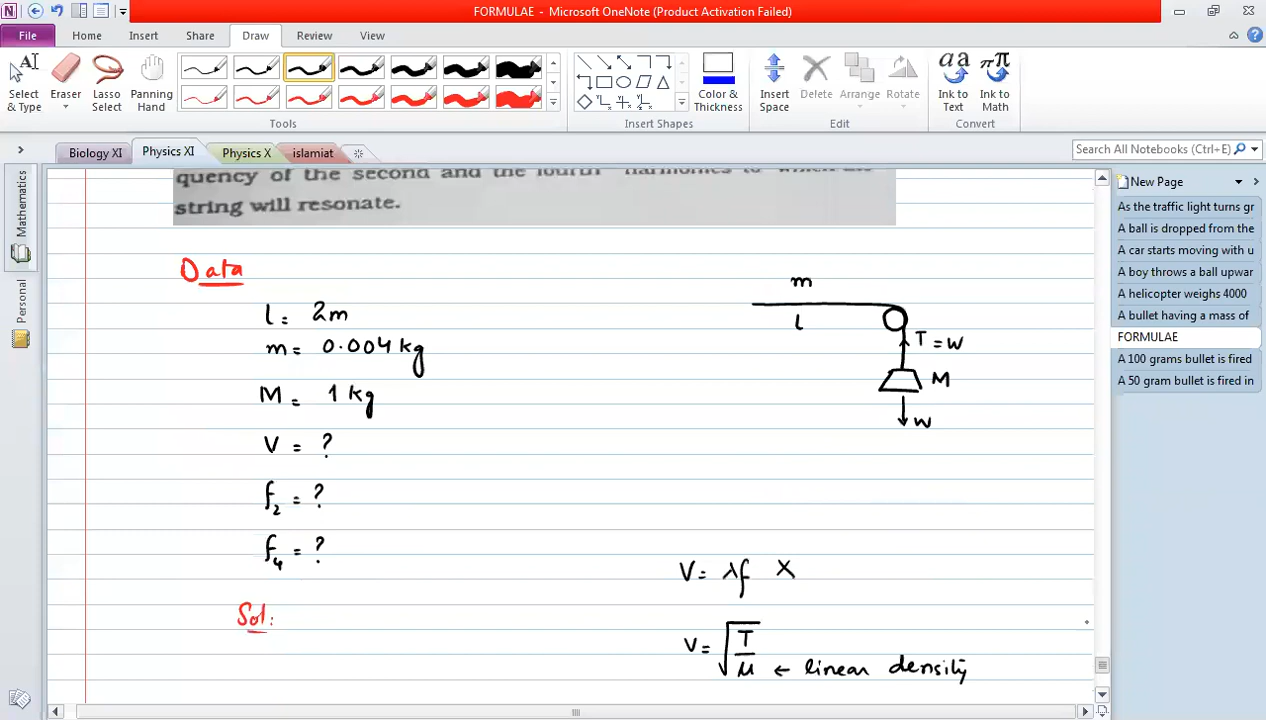 FORMULAE - Microsoft OneNote (Product Activation Failed)
File Home Insert Share Draw Review View
Select & Type
Eraser
Lasso Select
Panning Hand
Color & Thickness
Insert Space
Delete
Arrange
Rotate
Ink to Text
Ink to Math
Tools
Insert Shapes
Edit
Convert
Biology XI
Physics XI
Physics X
islamiat
Search All Notebooks (Ctrl+E)
Mathematics
Personal
New Page
As the traffic light turns gr
A ball is dropped from the
A car starts moving with u
A boy throws a ball upwar
A helicopter weighs 4000
A bullet having a mass of
FORMULAE
A 100 grams bullet is fired
A 50 gram bullet is fired in
quency of the second and the fourth harmonics to which the
string will resonate.
Data
l = 2m
m = 0.004 kg
M = 1 kg
V = ?
f2 = ?
f4 = ?
Sol:
m
l
T = W
M
W
V = λf X
v = √T/μ ← linear density